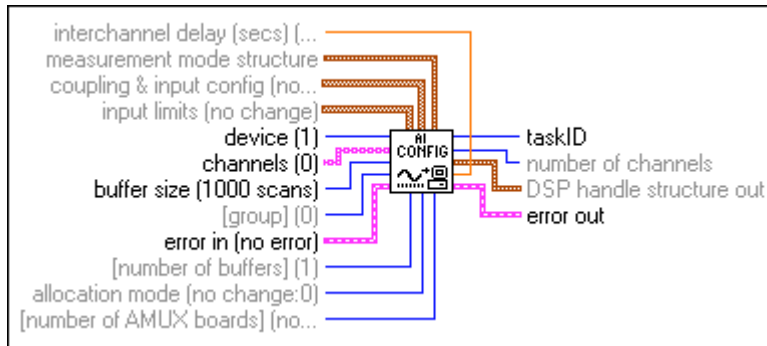 interchannel delay (secs) (...
measurement mode structure
coupling & input config (no...
input limits (no change)
device (1)
channels (0)
buffer size (1000 scans)
[group] (0)
error in (no error)
[number of buffers] (1)
allocation mode (no change:0)
[number of AMUX boards] (no...
AI
CONFIG
taskID
number of channels
DSP handle structure out
error out